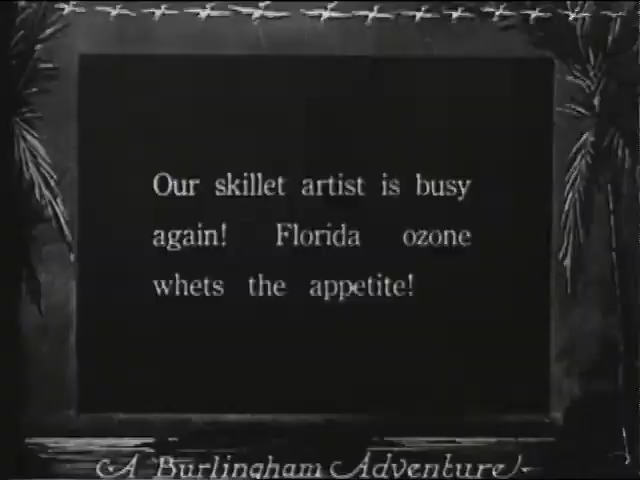 Our skillet artist is busy
again! Florida ozone
whets the appetite!
A Burlingham Adventure